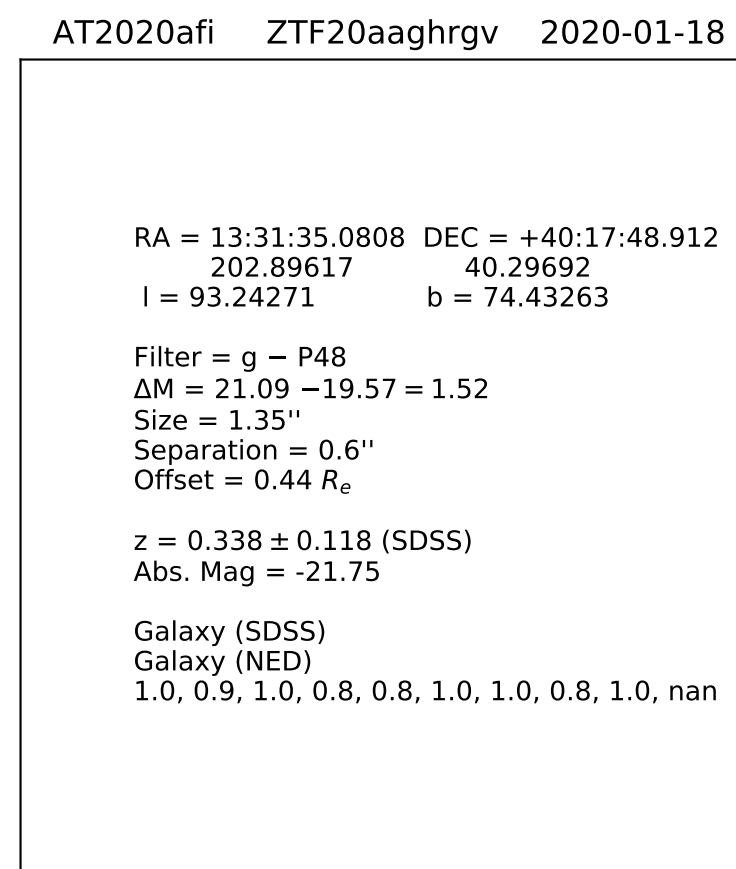 AT2020afi ZTF20aaghrgv 2020-01-18
RA = 13:31:35.0808 DEC = +40:17:48.912
202.89617 40.29692
l = 93.24271 b = 74.43263
Filter = g − P48
ΔM = 21.09 −19.57 = 1.52
Size = 1.35''
Separation = 0.6''
Offset = 0.44 Re
z = 0.338 ± 0.118 (SDSS)
Abs. Mag = -21.75
Galaxy (SDSS)
Galaxy (NED)
1.0, 0.9, 1.0, 0.8, 0.8, 1.0, 1.0, 0.8, 1.0, nan